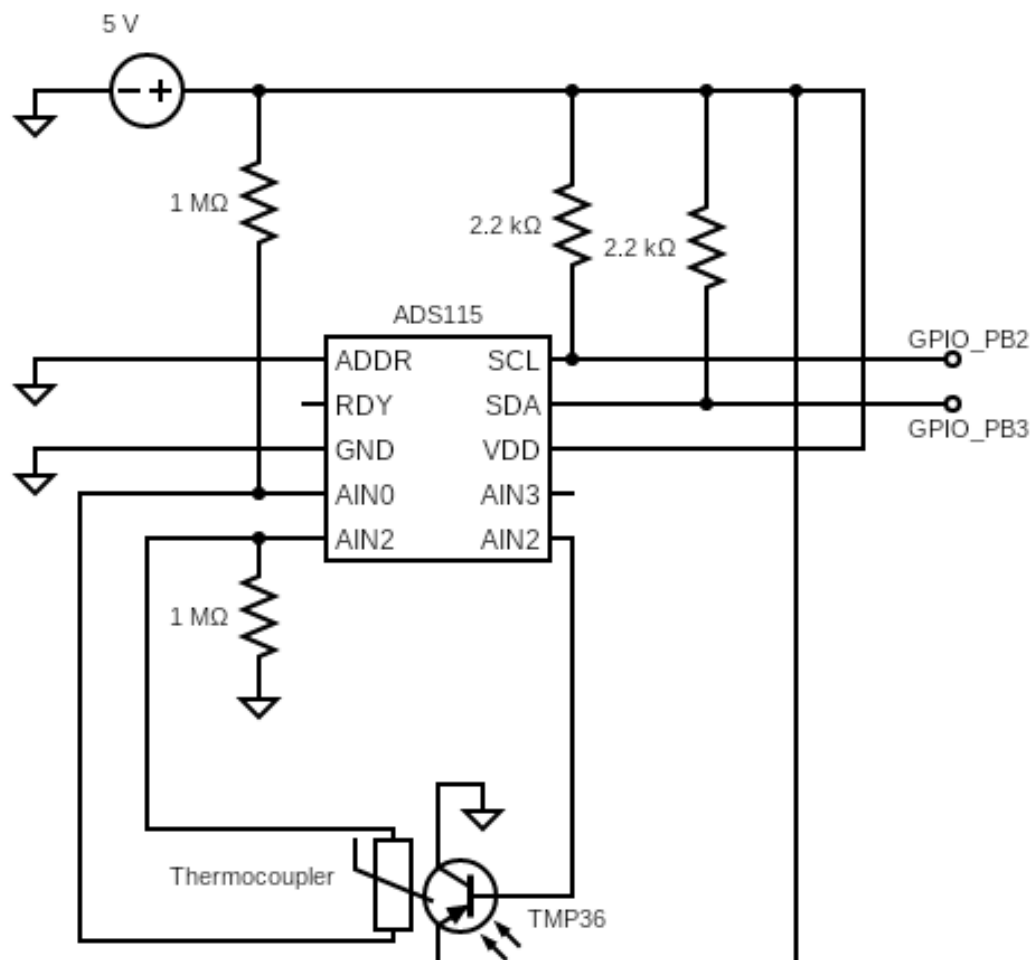 5 V
1 MΩ
2.2 kΩ
2.2 kΩ
ADS115
ADDR
SCL
GPIO_PB2
RDY
SDA
GPIO_PB3
GND
VDD
AIN0
AIN3
AIN2
AIN2
1 MΩ
Thermocoupler
TMP36